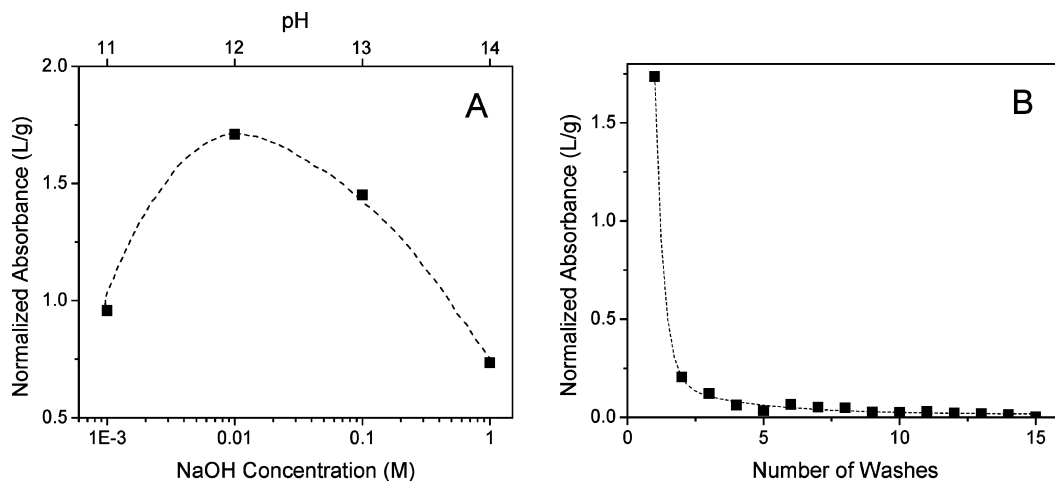 pH
11 12 13 14
A
Normalized Absorbance (L/g)
2.0
1.5
1.0
0.5
1E-3 0.01 0.1 1
NaOH Concentration (M)
B
Normalized Absorbance (L/g)
1.5
1.0
0.5
0.0
0 5 10 15
Number of Washes